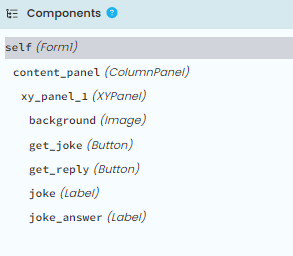 Components ?
self (Form1)
content_panel (ColumnPanel)
xy_panel_1 (XYPanel)
background (Image)
get_joke (Button)
get_reply (Button)
joke (Label)
joke_answer (Label)